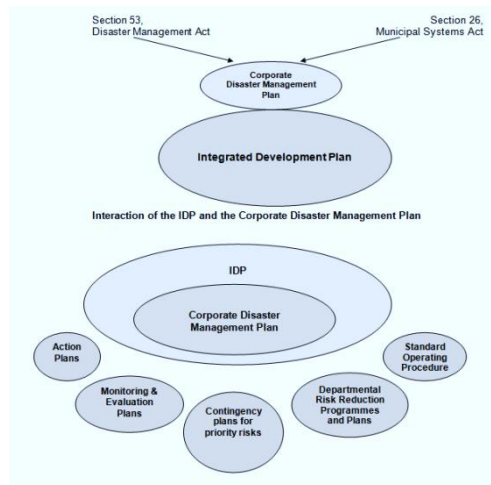 Section 53,
Disaster Management Act
Section 26,
Municipal Systems Act
Corporate
Disaster Management
Plan
Integrated Development Plan
Interaction of the IDP and the Corporate Disaster Management Plan
IDP
Corporate Disaster
Management Plan
Action
Plans
Standard
Operating
Procedure
Monitoring &
Evaluation
Plans
Contingency
plans for
priority risks
Departmental
Risk Reduction
Programmes
and Plans